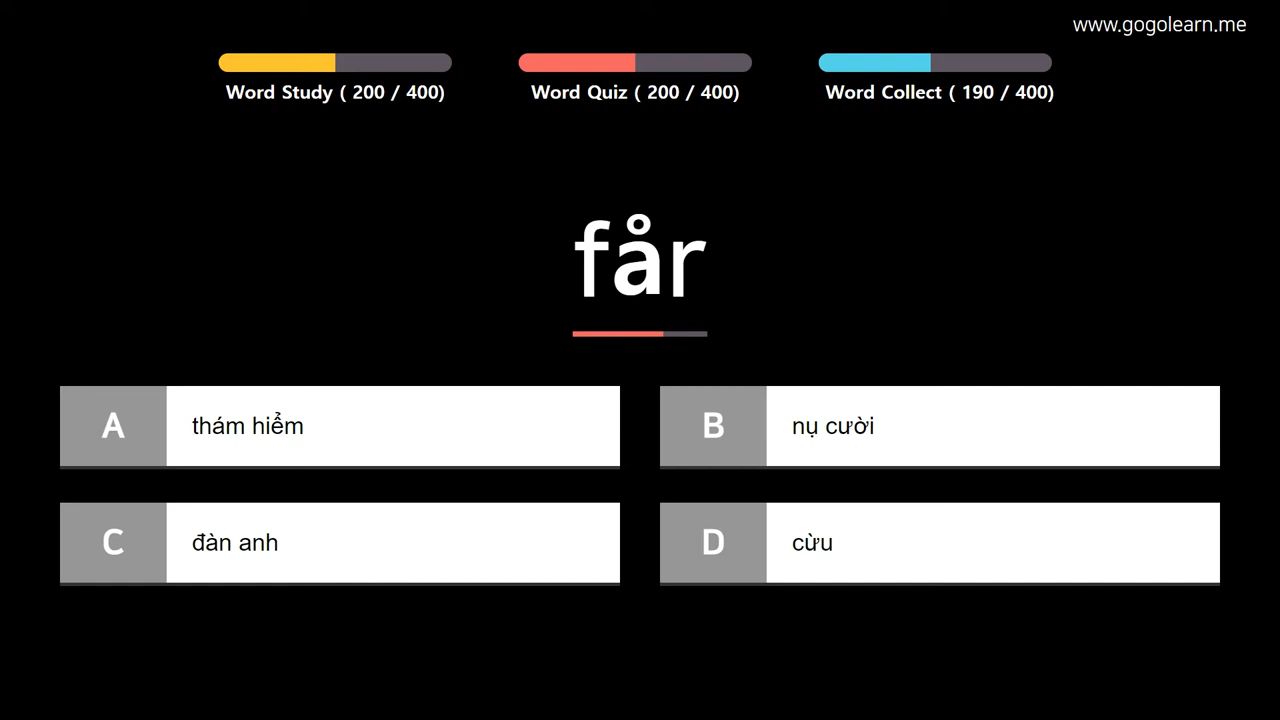 www.gogolearn.me
Word Study ( 200 / 400)
Word Quiz ( 200 / 400)
Word Collect ( 190 / 400)
får
A thám hiểm
B nụ cười
C đàn anh
D cừu